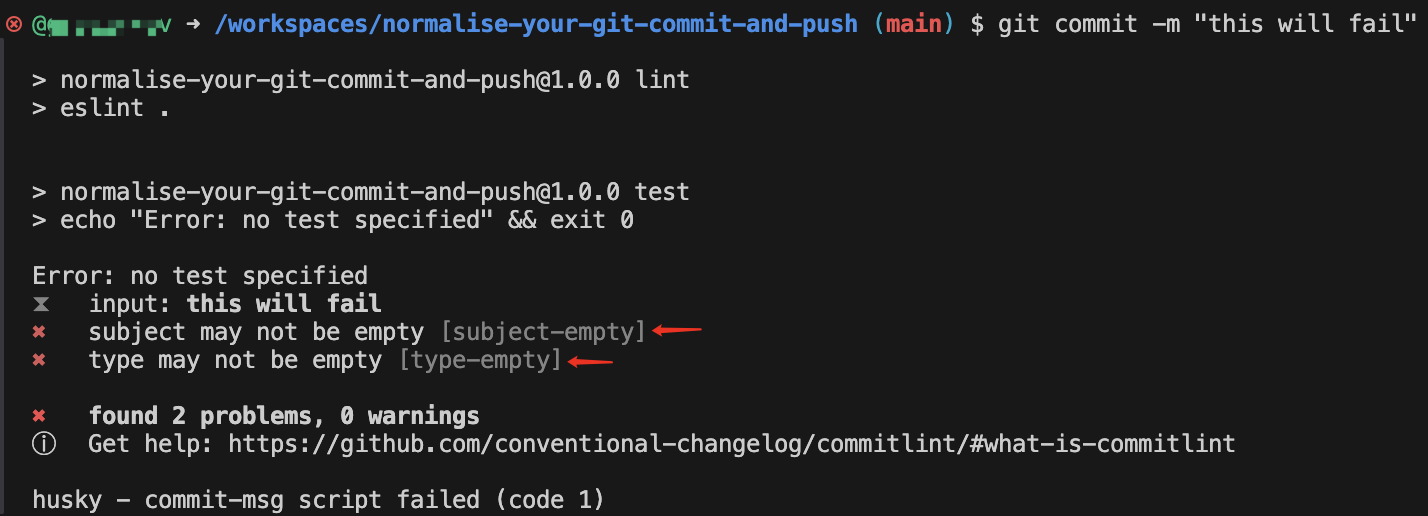 ➜ /workspaces/normalise-your-git-commit-and-push (main) $ git commit -m "this will fail"
> normalise-your-git-commit-and-push@1.0.0 lint
> eslint .
> normalise-your-git-commit-and-push@1.0.0 test
> echo "Error: no test specified" && exit 0
Error: no test specified
⧗ input: this will fail
✖ subject may not be empty [subject-empty]
✖ type may not be empty [type-empty]
✖ found 2 problems, 0 warnings
ⓘ Get help: https://github.com/conventional-changelog/commitlint/#what-is-commitlint
husky - commit-msg script failed (code 1)